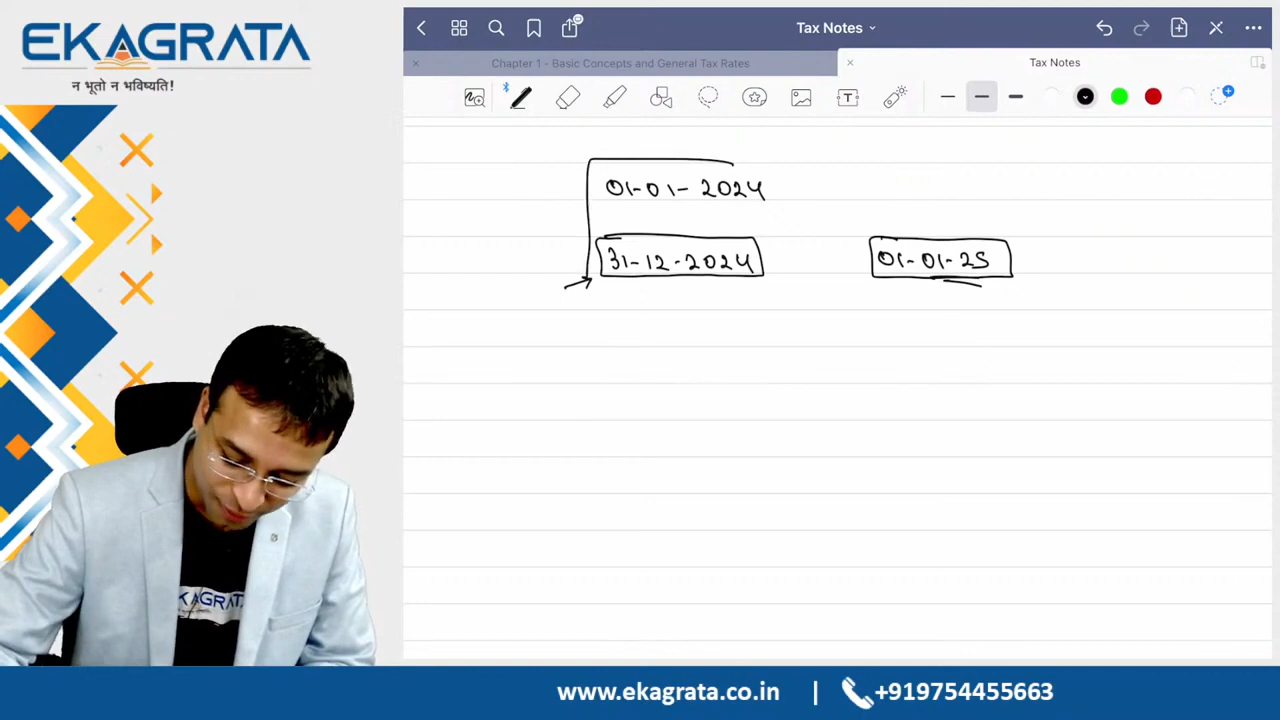 EKAGRATA
न भूतो न भविष्यति!
Tax Notes
Chapter 1 - Basic Concepts and General Tax Rates
Tax Notes
T
01-01-2024
31-12-2024
01-01-25
EKAGRATA
www.ekagrata.co.in | +919754455663